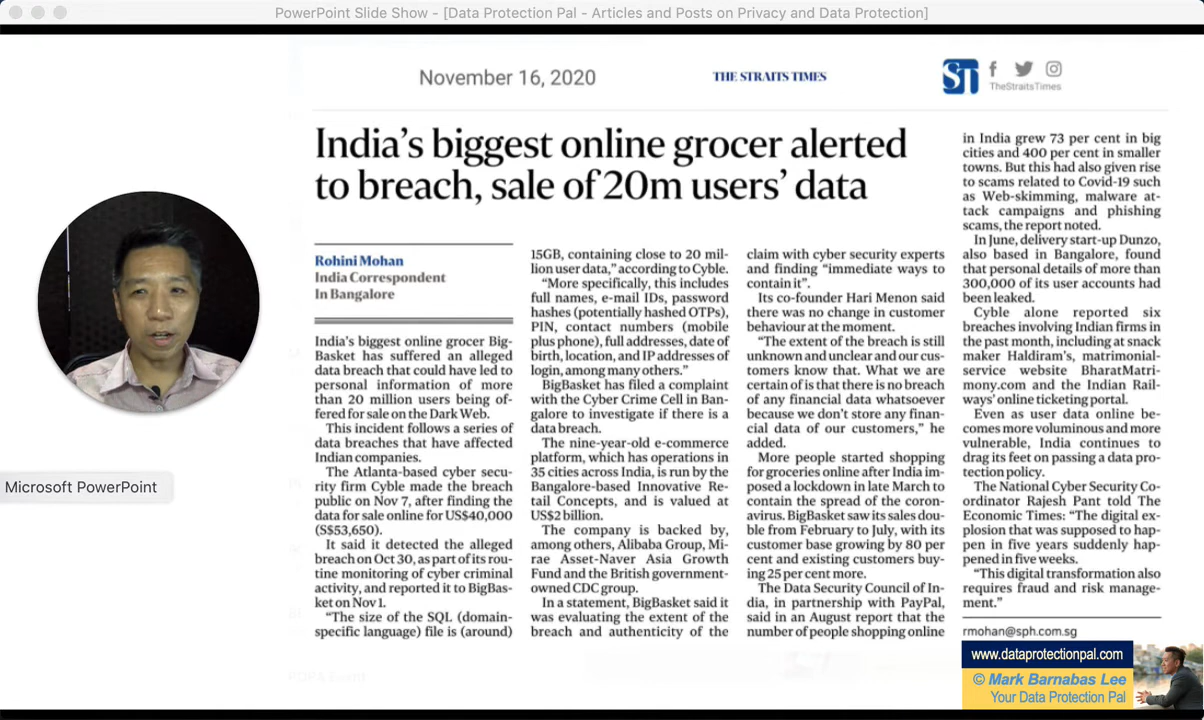 PowerPoint Slide Show - [Data Protection Pal - Articles and Posts on Privacy and Data Protection]
November 16, 2020
THE STRAITS TIMES
ST
TheStraitsTimes
India's biggest online grocer alerted
to breach, sale of 20m users' data
Rohini Mohan
India Correspondent
In Bangalore
India's biggest online grocer Big-
Basket has suffered an alleged
data breach that could have led to
personal information of more
than 20 million users being of-
fered for sale on the Dark Web.
This incident follows a series of
data breaches that have affected
Indian companies.
The Atlanta-based cyber secu-
rity firm Cyble made the breach
public on Nov 7, after finding the
data for sale online for US$40,000
(S$53,650).
It said it detected the alleged
breach on Oct 30, as part of its rou-
tine monitoring of cyber criminal
activity, and reported it to BigBas-
ket on Nov 1.
"The size of the SQL (domain-
specific language) file is (around)
15GB, containing close to 20 mil-
lion user data," according to Cyble.
"More specifically, this includes
full names, e-mail IDs, password
hashes (potentially hashed OTPs),
PIN, contact numbers (mobile
plus phone), full addresses, date of
birth, location, and IP addresses of
login, among many others."
BigBasket has filed a complaint
with the Cyber Crime Cell in Ban-
galore to investigate if there is a
data breach.
The nine-year-old e-commerce
platform, which has operations in
35 cities across India, is run by the
Bangalore-based Innovative Re-
tail Concepts, and is valued at
US$2 billion.
The company is backed by,
among others, Alibaba Group, Mi-
rae Asset-Naver Asia Growth
Fund and the British government-
owned CDC group.
In a statement, BigBasket said it
was evaluating the extent of the
breach and authenticity of the
claim with cyber security experts
and finding "immediate ways to
contain it".
Its co-founder Hari Menon said
there was no change in customer
behaviour at the moment.
"The extent of the breach is still
unknown and unclear and our cus-
tomers know that. What we are
certain of is that there is no breach
of any financial data whatsoever
because we don't store any finan-
cial data of our customers," he
added.
More people started shopping
for groceries online after India im-
posed a lockdown in late March to
contain the spread of the coron-
avirus. BigBasket saw its sales dou-
ble from February to July, with its
customer base growing by 80 per
cent and existing customers buy-
ing 25 per cent more.
The Data Security Council of In-
dia, in partnership with PayPal,
said in an August report that the
number of people shopping online
in India grew 73 per cent in big
cities and 400 per cent in smaller
towns. But this had also given rise
to scams related to Covid-19 such
as Web-skimming, malware at-
tack campaigns and phishing
scams, the report noted.
In June, delivery start-up Dunzo,
also based in Bangalore, found
that personal details of more than
300,000 of its user accounts had
been leaked.
Cyble alone reported six
breaches involving Indian firms in
the past month, including at snack
maker Haldiram's, matrimonial-
service website BharatMatri-
mony.com and the Indian Rail-
ways' online ticketing portal.
Even as user data online be-
comes more voluminous and more
vulnerable, India continues to
drag its feet on passing a data pro-
tection policy.
The National Cyber Security Co-
ordinator Rajesh Pant told The
Economic Times: "The digital ex-
plosion that was supposed to hap-
pen in five years suddenly hap-
pened in five weeks.
"This digital transformation also
requires fraud and risk manage-
ment."
rmohan@sph.com.sg
Microsoft PowerPoint
PDPA Event
www.dataprotectionpal.com
© Mark Barnabas Lee
Your Data Protection Pal